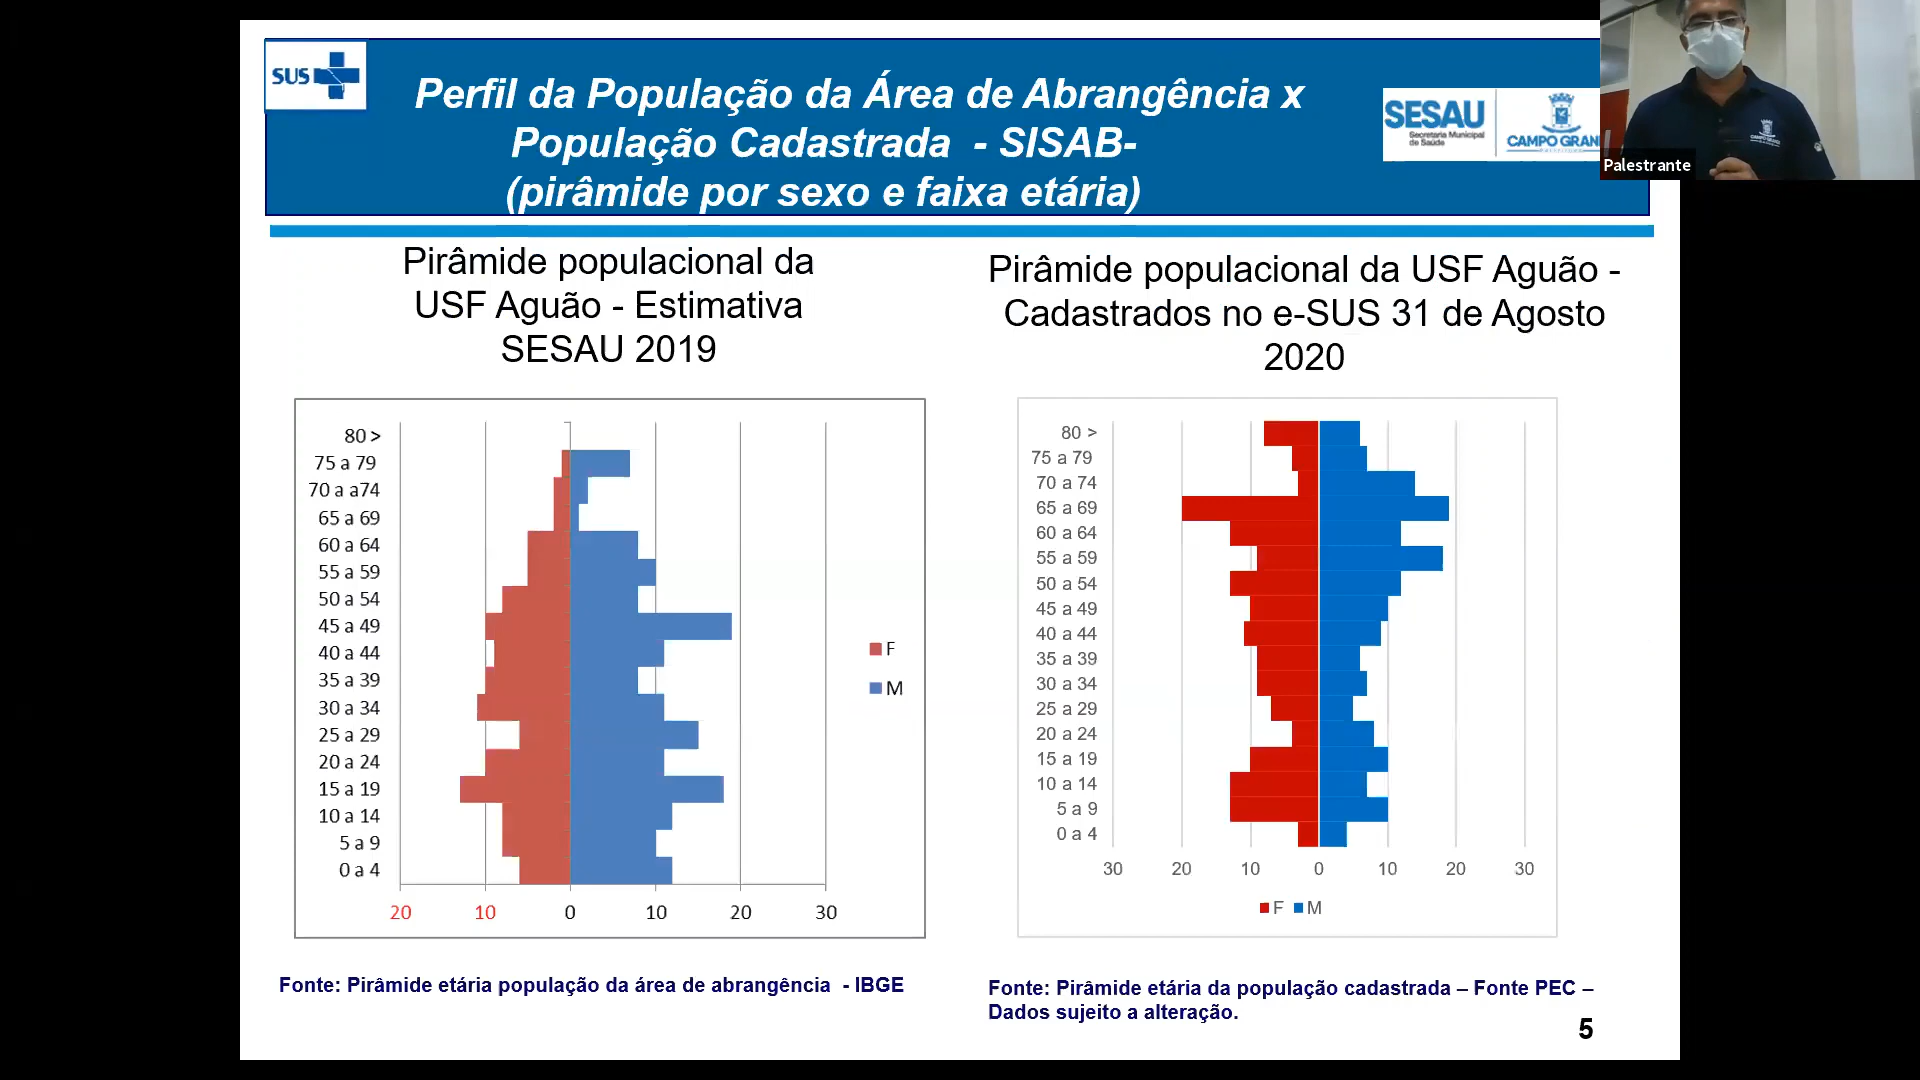 SUS
Perfil da População da Área de Abrangência x
População Cadastrada - SISAB-
(pirâmide por sexo e faixa etária)
SESAU
Secretaria Municipal
de Saúde
CAMPO GRAN
CAMPO GRANDE
Palestrante
Pirâmide populacional da
USF Aguão - Estimativa
SESAU 2019
80 >
75 a 79
70 a a74
65 a 69
60 a 64
55 a 59
50 a 54
45 a 49
40 a 44
35 a 39
30 a 34
25 a 29
20 a 24
15 a 19
10 a 14
5 a 9
0 a 4
20 10 0 10 20 30
F
M
Fonte: Pirâmide etária população da área de abrangência - IBGE
Pirâmide populacional da USF Aguão -
Cadastrados no e-SUS 31 de Agosto
2020
80 >
75 a 79
70 a 74
65 a 69
60 a 64
55 a 59
50 a 54
45 a 49
40 a 44
35 a 39
30 a 34
25 a 29
20 a 24
15 a 19
10 a 14
5 a 9
0 a 4
30 20 10 0 10 20 30
F M
Fonte: Pirâmide etária da população cadastrada – Fonte PEC –
Dados sujeito a alteração.
5